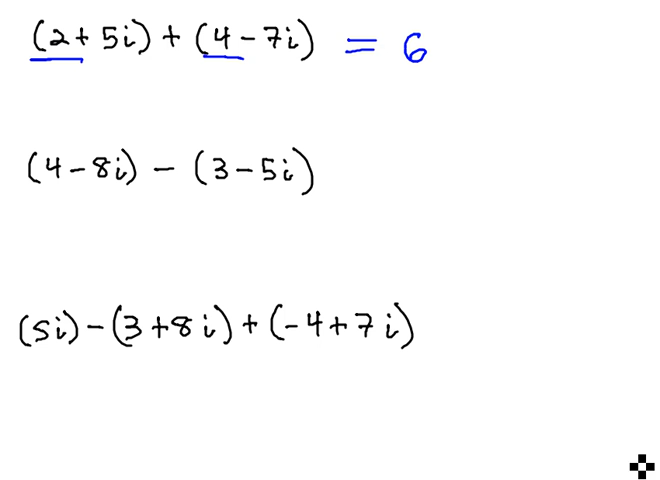 (2+5i)+(4-7i) = 6
(4-8i) - (3-5i)
(5i)-(3+8i)+(-4+7i)